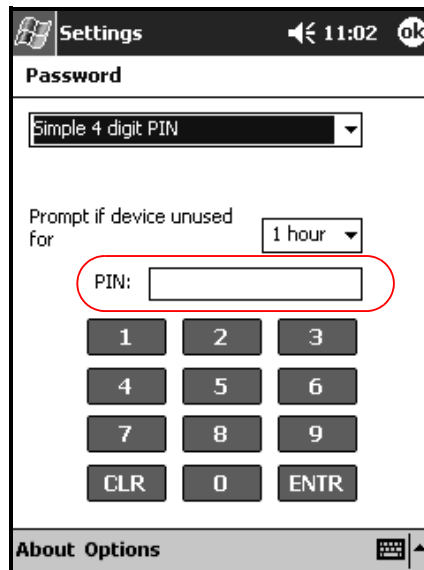 Settings 11:02 ok
Password
Simple 4 digit PIN
Prompt if device unused
for 1 hour
PIN:
1 2 3
4 5 6
7 8 9
CLR 0 ENTR
About Options